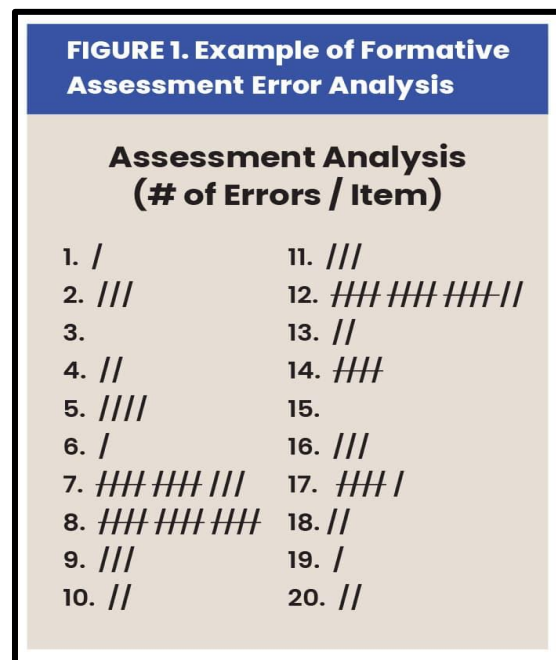 FIGURE 1. Example of Formative
Assessment Error Analysis
Assessment Analysis
(# of Errors / Item)
1. /
2. ///
3.
4. //
5. ////
6. /
7. //// //// ///
8. //// //// ////
9. ///
10. //
11. ///
12. //// //// //// //
13. //
14. ////
15.
16. ///
17. //// /
18. //
19. /
20. //